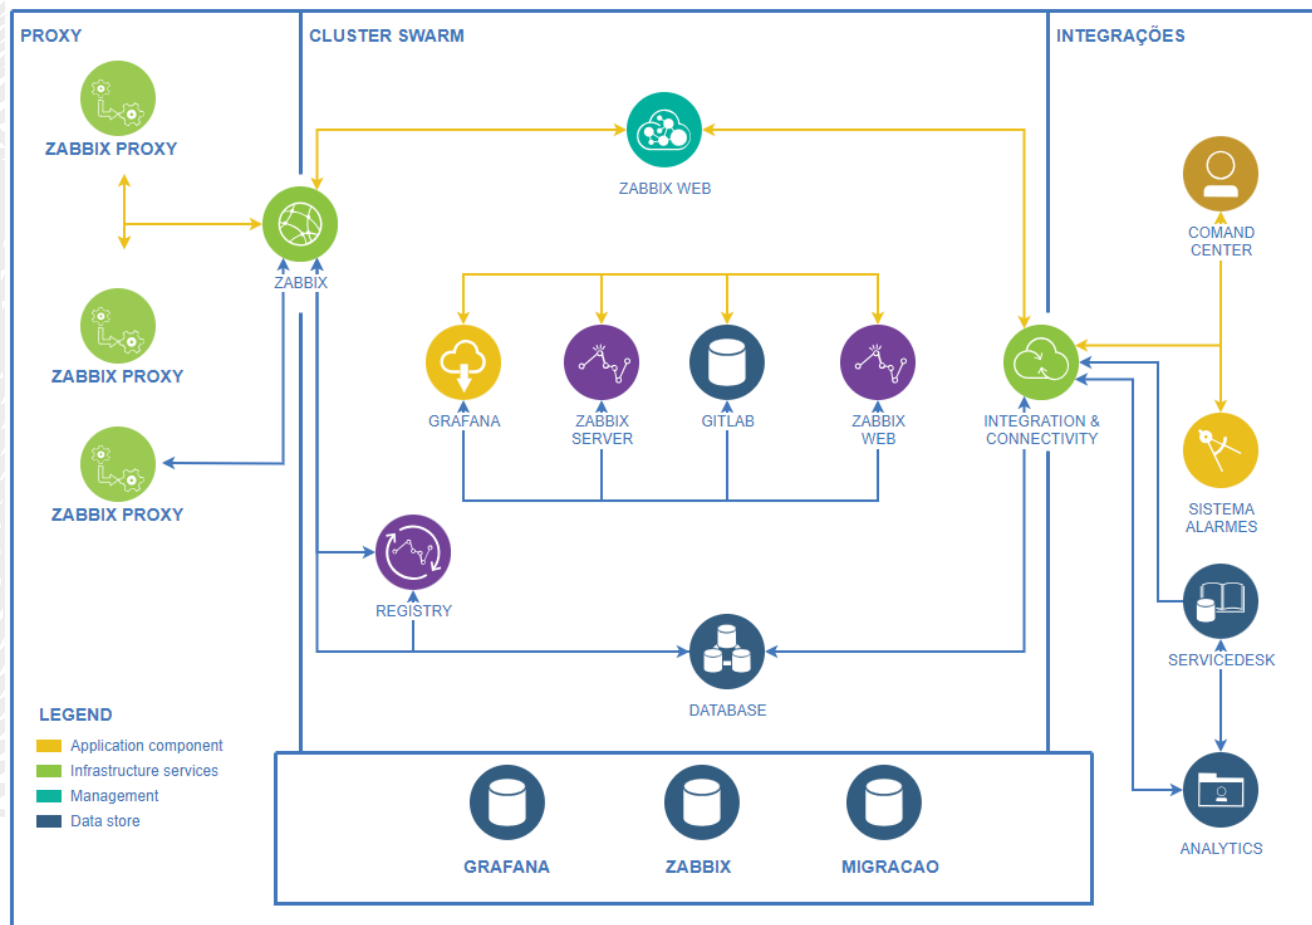 PROXY
CLUSTER SWARM
INTEGRAÇÕES
ZABBIX PROXY
ZABBIX WEB
COMAND
CENTER
ZABBIX
ZABBIX PROXY
GRAFANA
ZABBIX
SERVER
GITLAB
ZABBIX
WEB
INTEGRATION &
CONNECTIVITY
ZABBIX PROXY
SISTEMA
ALARMES
REGISTRY
SERVICEDESK
DATABASE
LEGEND
Application component
Infrastructure services
Management
Data store
ANALYTICS
GRAFANA
ZABBIX
MIGRACAO